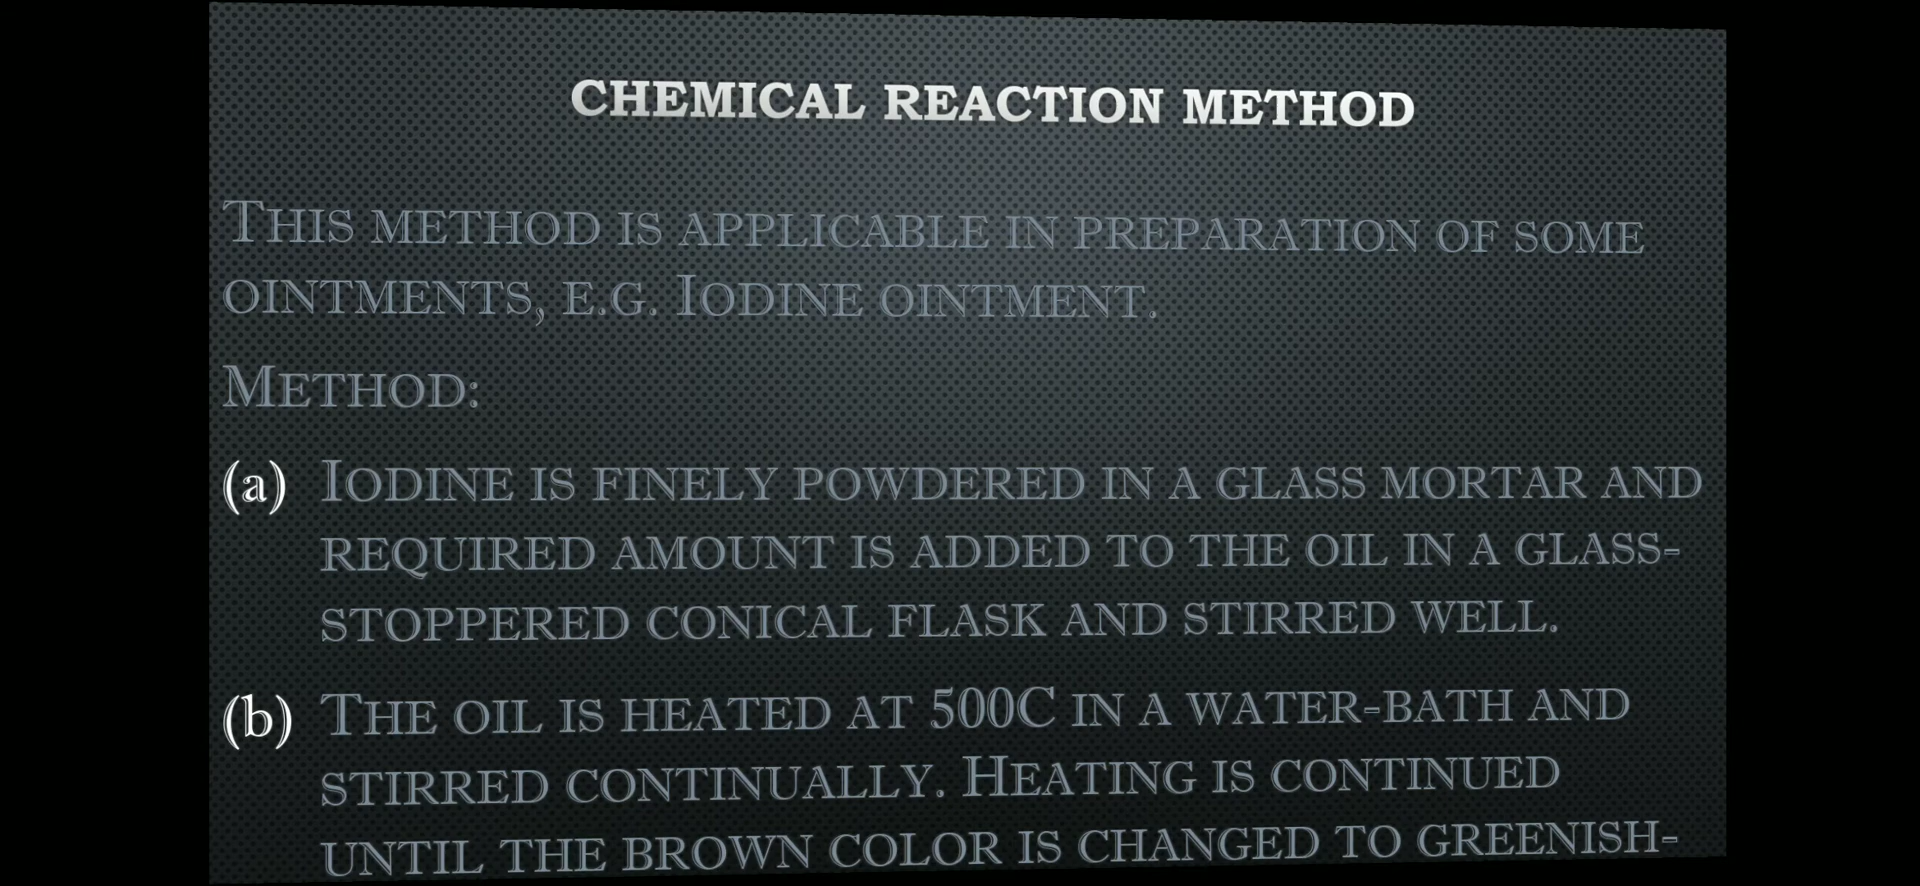 CHEMICAL REACTION METHOD
THIS METHOD IS APPLICABLE IN PREPARATION OF SOME
OINTMENTS, E.G. IODINE OINTMENT.
METHOD:
(a) IODINE IS FINELY POWDERED IN A GLASS MORTAR AND
REQUIRED AMOUNT IS ADDED TO THE OIL IN A GLASS-
STOPPERED CONICAL FLASK AND STIRRED WELL.
(b) THE OIL IS HEATED AT 500C IN A WATER-BATH AND
STIRRED CONTINUALLY. HEATING IS CONTINUED
UNTIL THE BROWN COLOR IS CHANGED TO GREENISH-